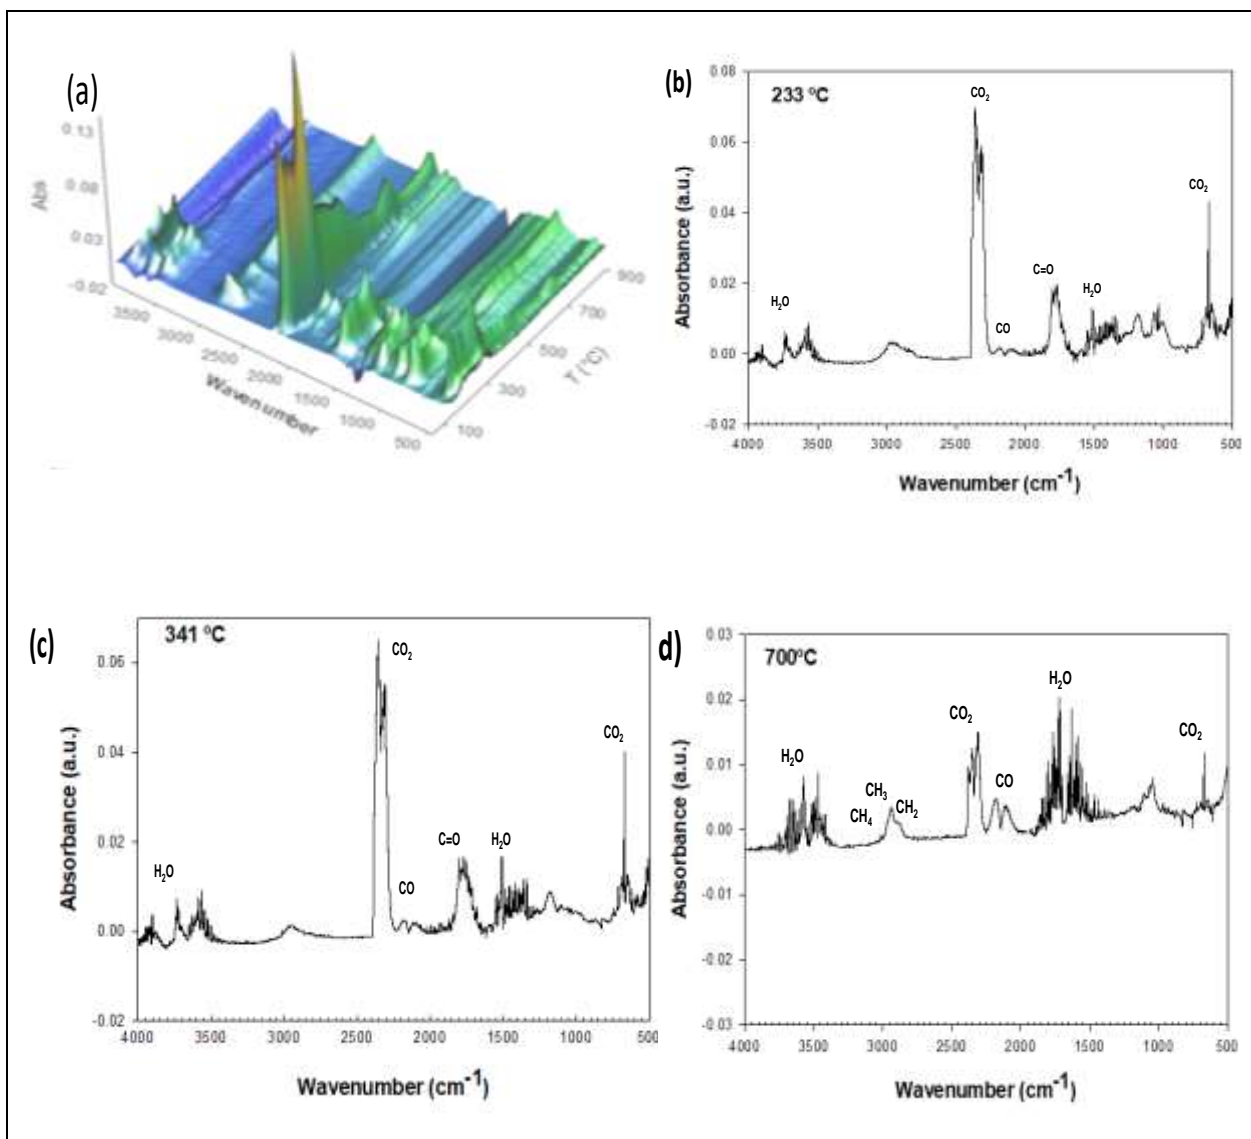 (a)
0.13
0.08
0.03
-0.02
Abs
3500
3000
2500
2000
1500
1000
500
Wavenumber
100
300
500
700
900
T (°C)
(b)
233 ºC
0.08
0.06
0.04
0.02
0.00
-0.02
Absorbance (a.u.)
H₂O
CO₂
CO
C=O
H₂O
CO₂
4000 3500 3000 2500 2000 1500 1000 500
Wavenumber (cm⁻¹)
(c)
341 ºC
0.06
0.04
0.02
0.00
-0.02
Absorbance (a.u.)
H₂O
CO₂
CO
C=O
H₂O
CO₂
4000 3500 3000 2500 2000 1500 1000 500
Wavenumber (cm⁻¹)
d)
700ºC
0.03
0.02
0.01
0.00
-0.01
-0.02
-0.03
Absorbance (a.u.)
H₂O
CH₄
CH₃
CH₂
CO₂
CO
H₂O
CO₂
4000 3500 3000 2500 2000 1500 1000 500
Wavenumber (cm⁻¹)